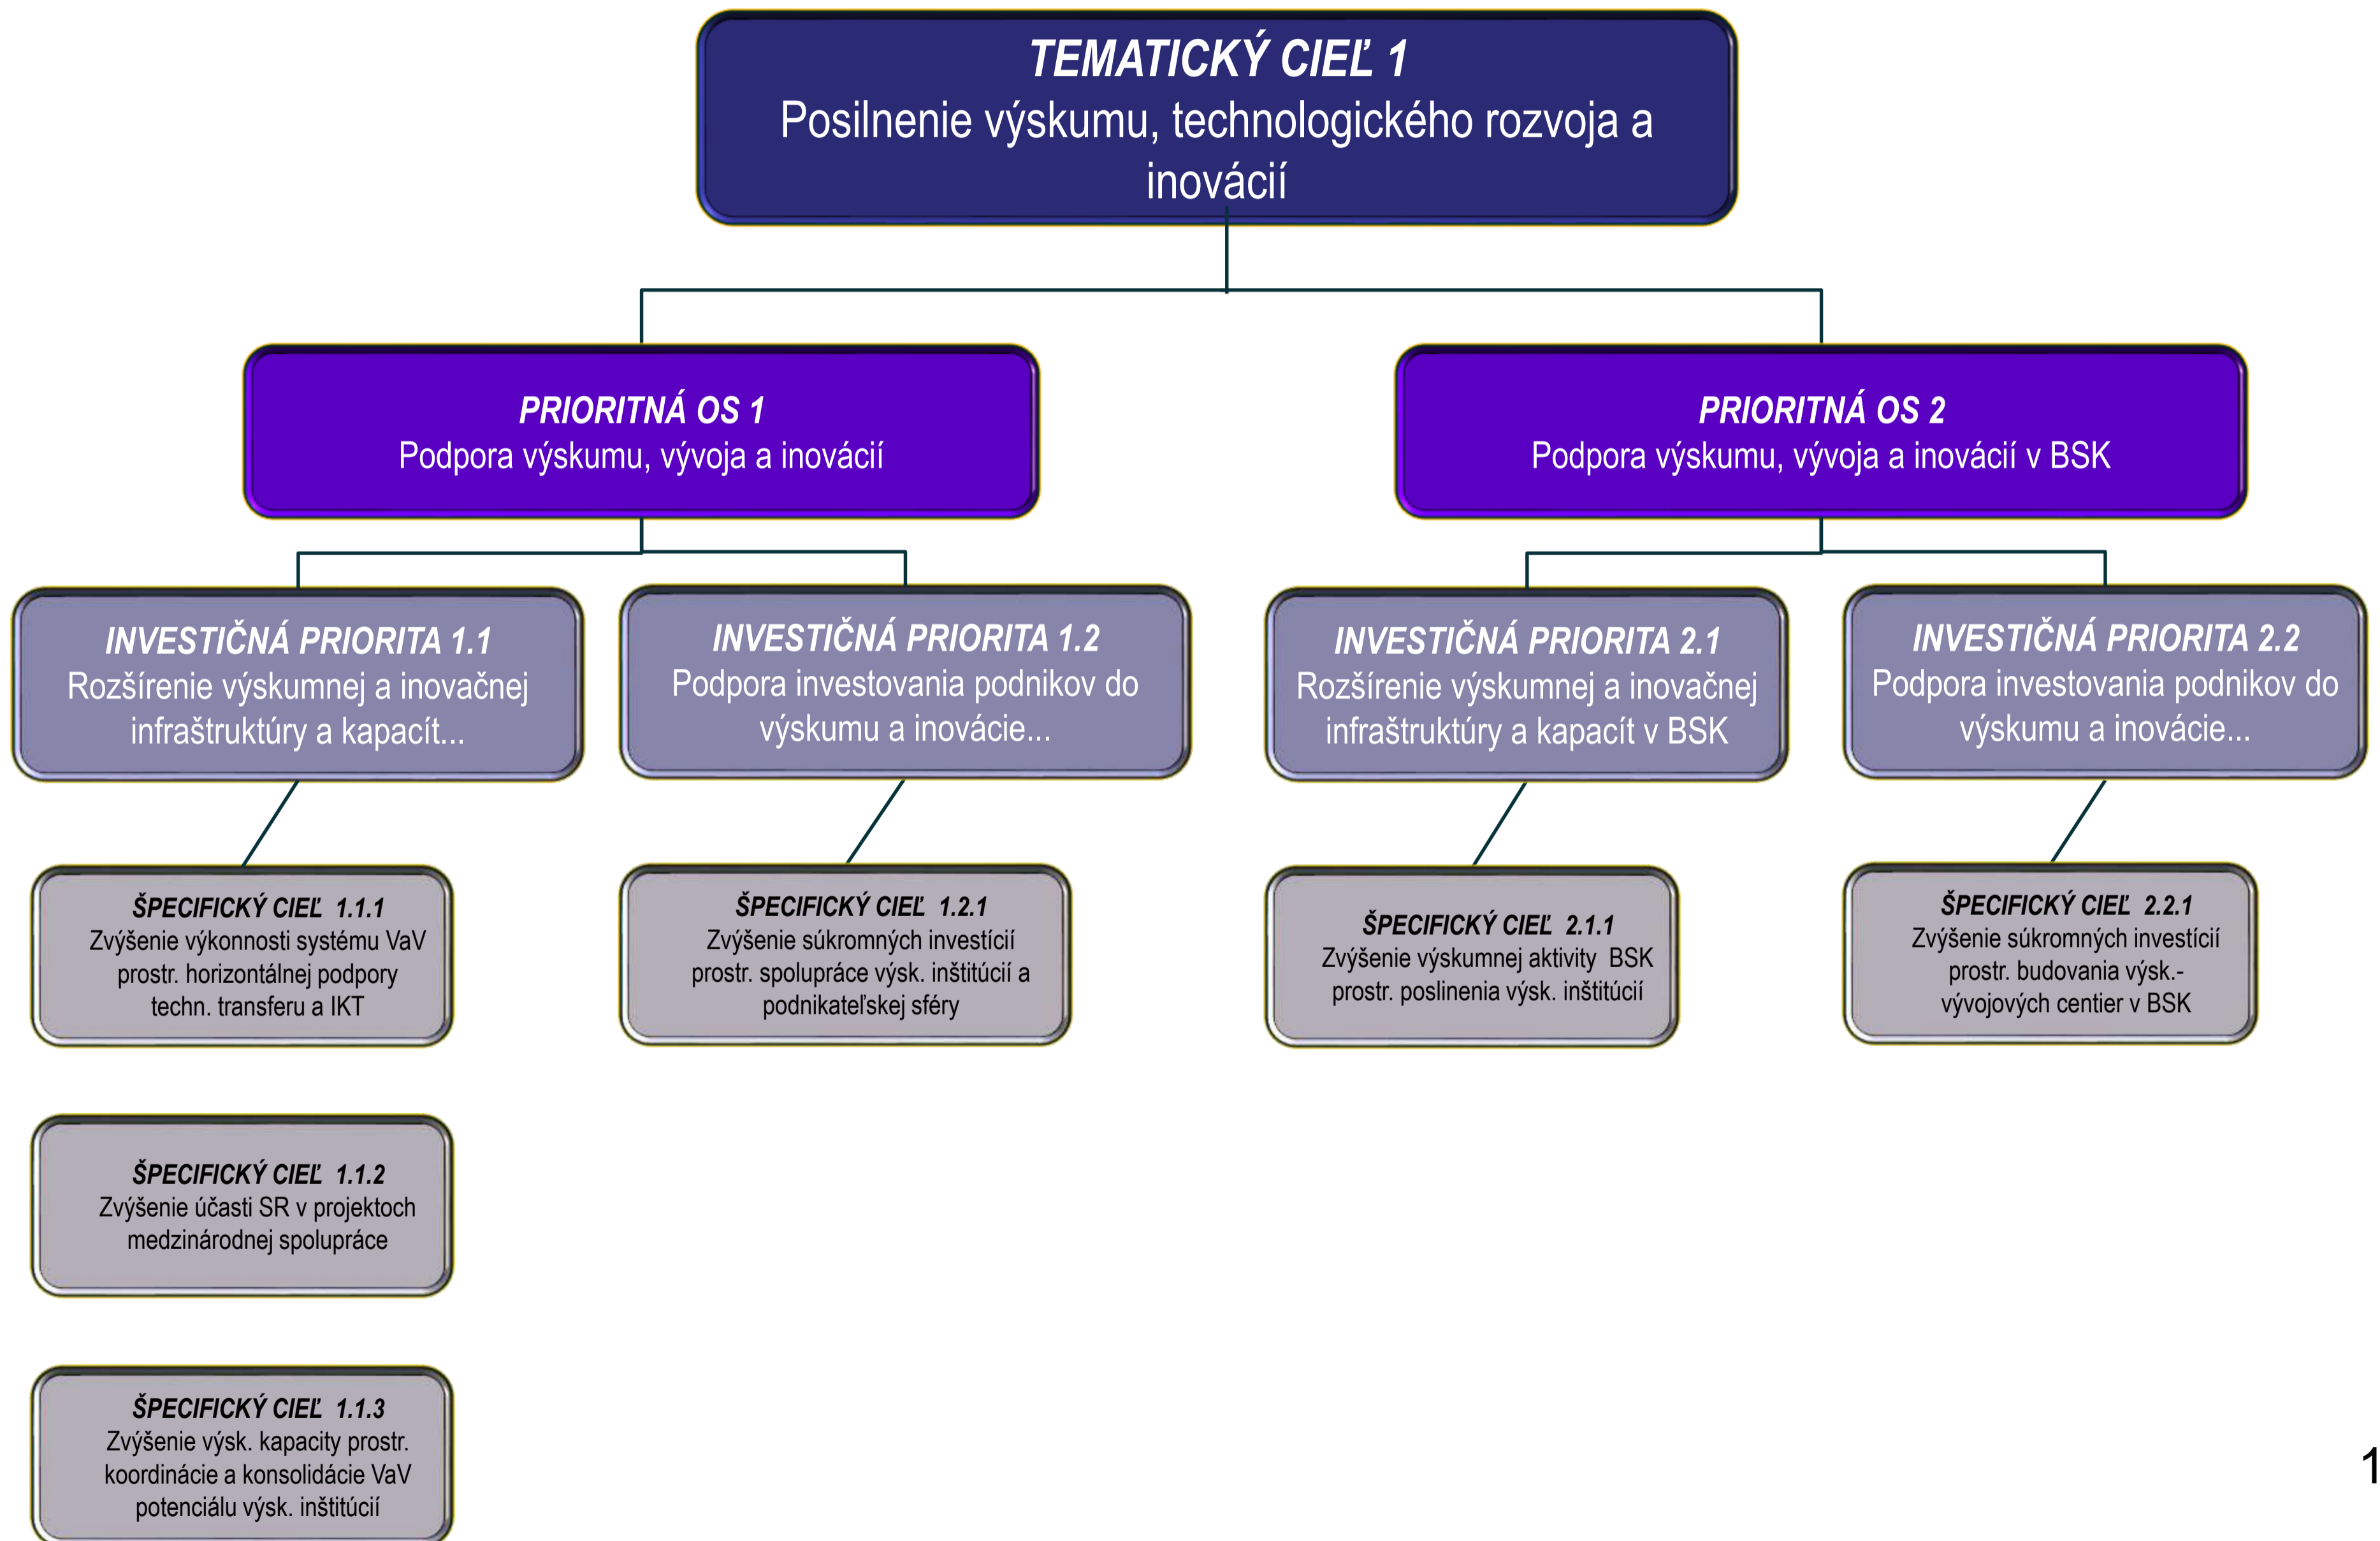 TEMATICKÝ CIEĽ 1
Posilnenie výskumu, technologického rozvoja a
inovácií
PRIORITNÁ OS 1
Podpora výskumu, vývoja a inovácií
PRIORITNÁ OS 2
Podpora výskumu, vývoja a inovácií v BSK
INVESTIČNÁ PRIORITA 1.1
Rozšírenie výskumnej a inovačnej
infraštruktúry a kapacít...
INVESTIČNÁ PRIORITA 1.2
Podpora investovania podnikov do
výskumu a inovácie...
INVESTIČNÁ PRIORITA 2.1
Rozšírenie výskumnej a inovačnej
infraštruktúry a kapacít v BSK
INVESTIČNÁ PRIORITA 2.2
Podpora investovania podnikov do
výskumu a inovácie...
ŠPECIFICKÝ CIEĽ 1.1.1
Zvýšenie výkonnosti systému VaV
prostr. horizontálnej podpory
techn. transferu a IKT
ŠPECIFICKÝ CIEĽ 1.2.1
Zvýšenie súkromných investícií
prostr. spolupráce výsk. inštitúcií a
podnikateľskej sféry
ŠPECIFICKÝ CIEĽ 2.1.1
Zvýšenie výskumnej aktivity BSK
prostr. poslinenia výsk. inštitúcií
ŠPECIFICKÝ CIEĽ 2.2.1
Zvýšenie súkromných investícií
prostr. budovania výsk.-
vývojových centier v BSK
ŠPECIFICKÝ CIEĽ 1.1.2
Zvýšenie účasti SR v projektoch
medzinárodnej spolupráce
ŠPECIFICKÝ CIEĽ 1.1.3
Zvýšenie výsk. kapacity prostr.
koordinácie a konsolidácie VaV
potenciálu výsk. inštitúcií
1